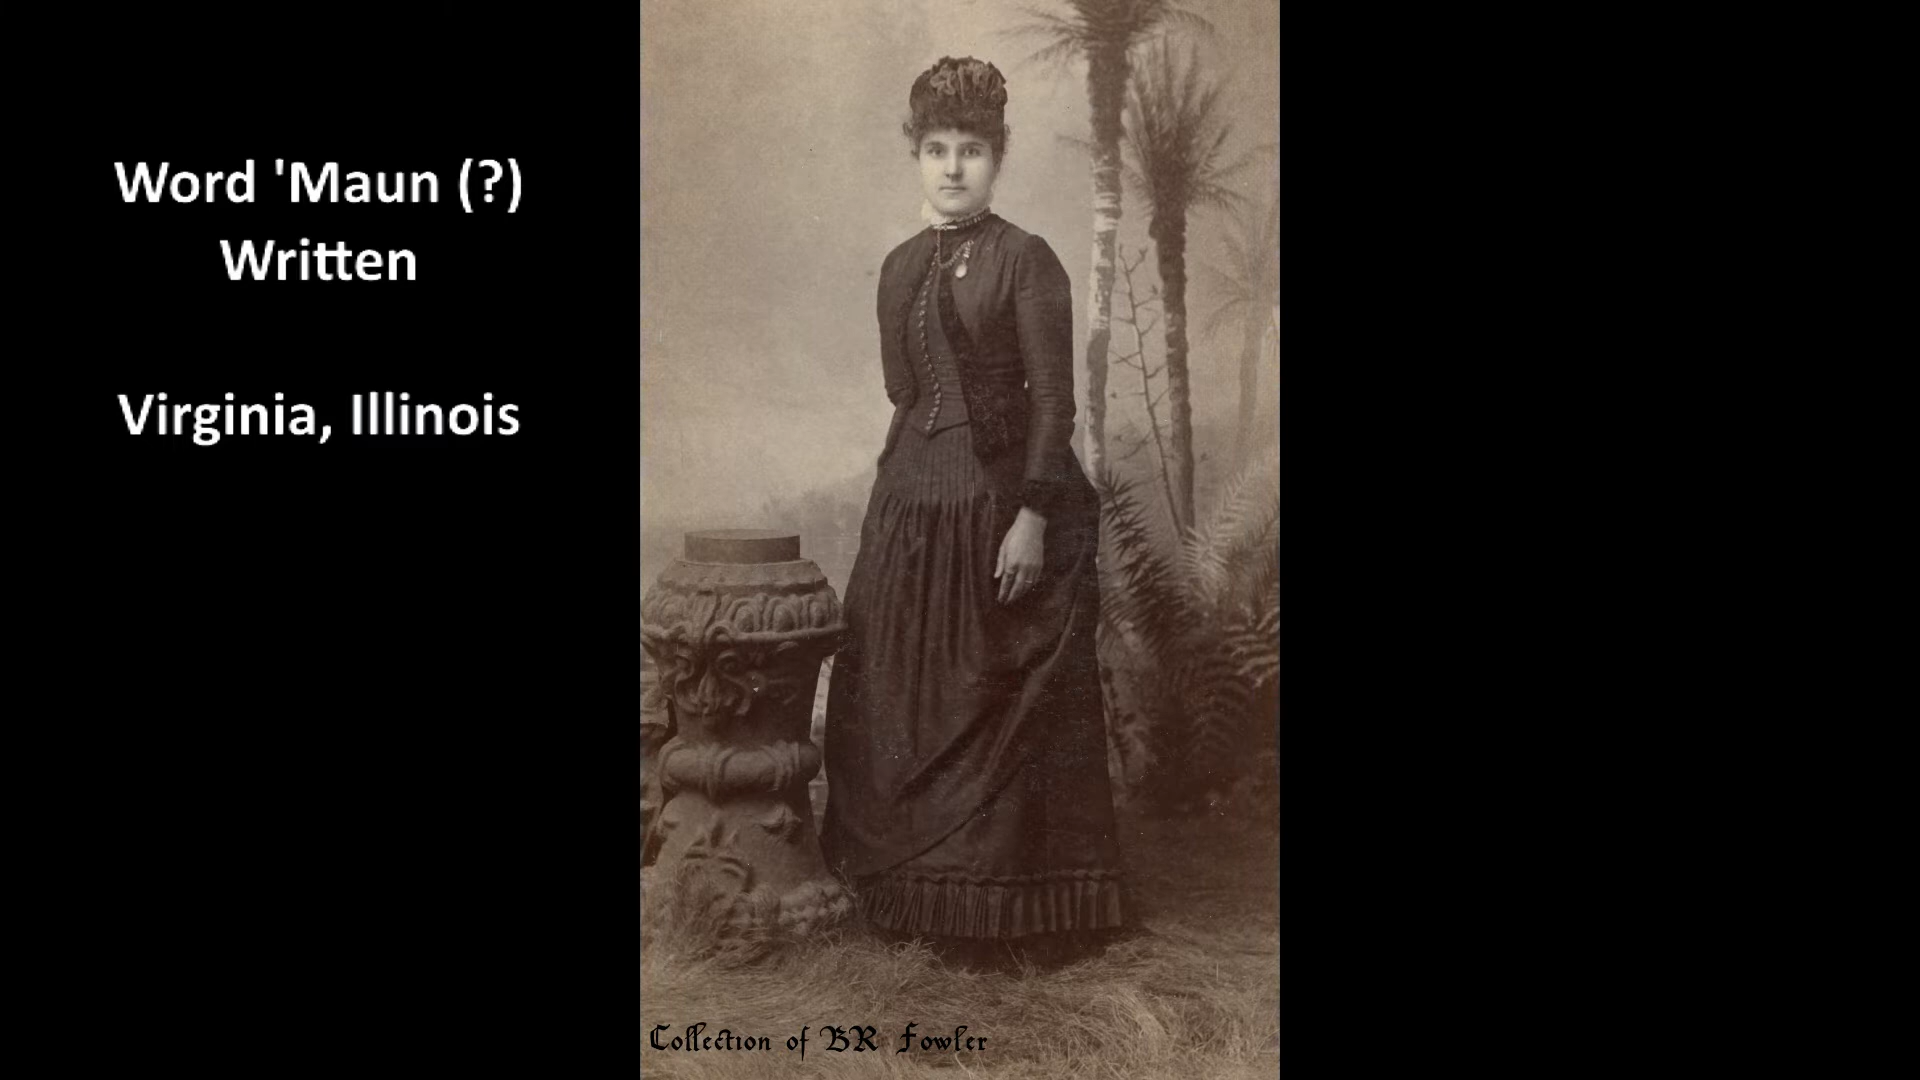 Word 'Maun (?)
Written
Virginia, Illinois
Collection of BR Fowler